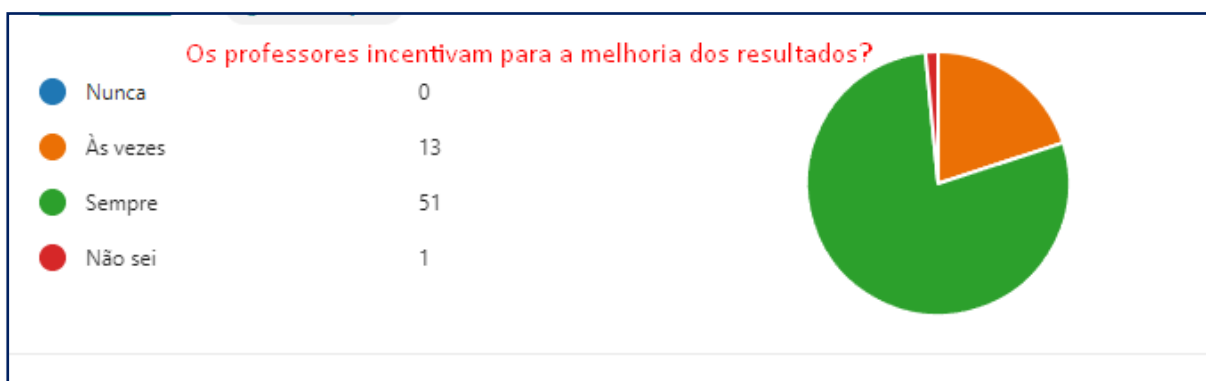 Os professores incentivam para a melhoria dos resultados?
Nunca 0
Às vezes 13
Sempre 51
Não sei 1